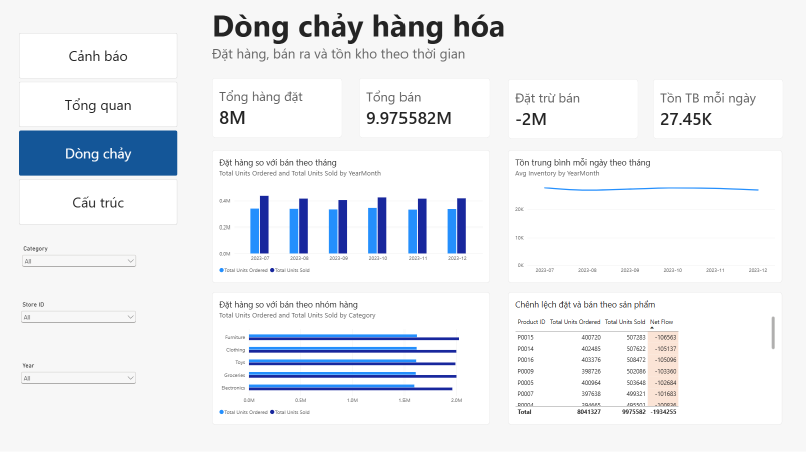 Dòng chảy hàng hóa
Đặt hàng, bán ra và tồn kho theo thời gian
Cảnh báo
Tổng quan
Dòng chảy
Cấu trúc
Category
All
Store ID
All
Year
All
Tổng hàng đặt
8M
Tổng bán
9.975582M
Đặt trừ bán
-2M
Tồn TB mỗi ngày
27.45K
Đặt hàng so với bán theo tháng
Total Units Ordered and Total Units Sold by YearMonth
0.4M
0.2M
0.0M
2023-07 2023-08 2023-09 2023-10 2023-11 2023-12
Total Units Ordered Total Units Sold
Tồn trung bình mỗi ngày theo tháng
Avg Inventory by YearMonth
20K
10K
0K
2023-07 2023-08 2023-09 2023-10 2023-11 2023-12
Đặt hàng so với bán theo nhóm hàng
Total Units Ordered and Total Units Sold by Category
Furniture
Clothing
Toys
Groceries
Electronics
0.0M 0.5M 1.0M 1.5M 2.0M
Total Units Ordered Total Units Sold
Chênh lệch đặt và bán theo sản phẩm
Product ID Total Units Ordered Total Units Sold Net Flow
P0015 400720 507283 -106563
P0014 402485 507622 -105137
P0016 403376 508472 -105096
P0009 398726 502086 -103360
P0005 400964 503648 -102684
P0007 397638 499321 -101683
Total 8041327 9975582 -1934255